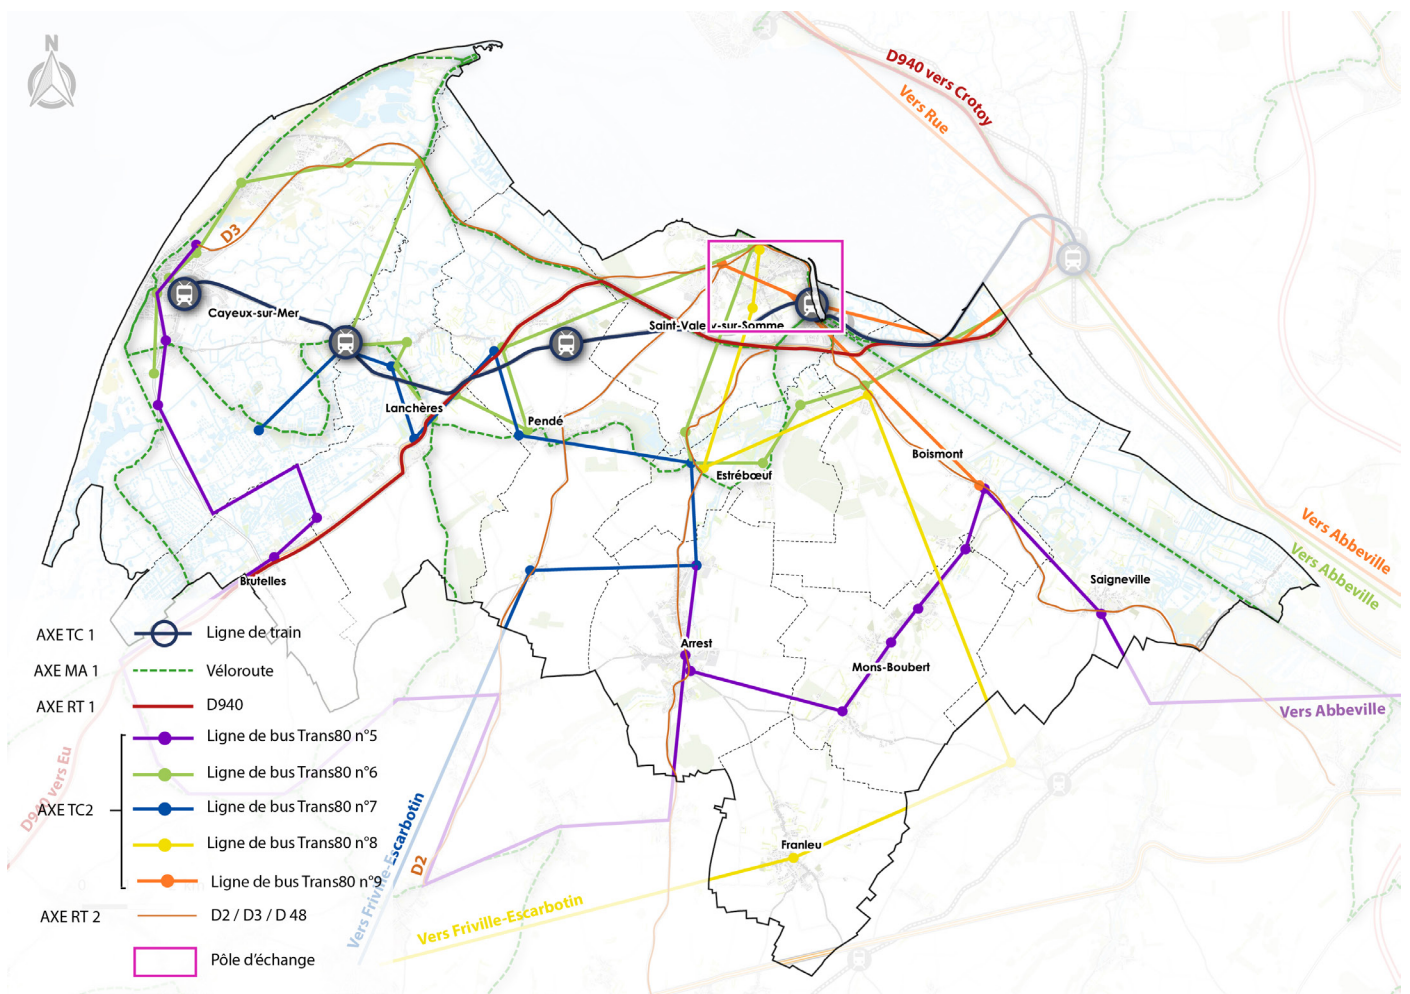 N
D940 vers Crotoy
Vers Rue
D3
Cayeux-sur-Mer
Saint-Vale y-sur-Somme
Lanchères
Pendé
Estrébœuf
Boismont
Vers Abbeville
Vers Abbeville
Brutelles
Saigneville
Arrest
Mons-Boubert
Vers Abbeville
Franleu
D940 vers Eu
Vers Friville-Escarbotin
D2
Vers Friville-Escarbotin
AXE TC 1 Ligne de train
AXE MA 1 Véloroute
AXE RT 1 D940
Ligne de bus Trans80 n°5
Ligne de bus Trans80 n°6
AXE TC2 Ligne de bus Trans80 n°7
Ligne de bus Trans80 n°8
Ligne de bus Trans80 n°9
AXE RT 2 D2 / D3 / D 48
Pôle d'échange